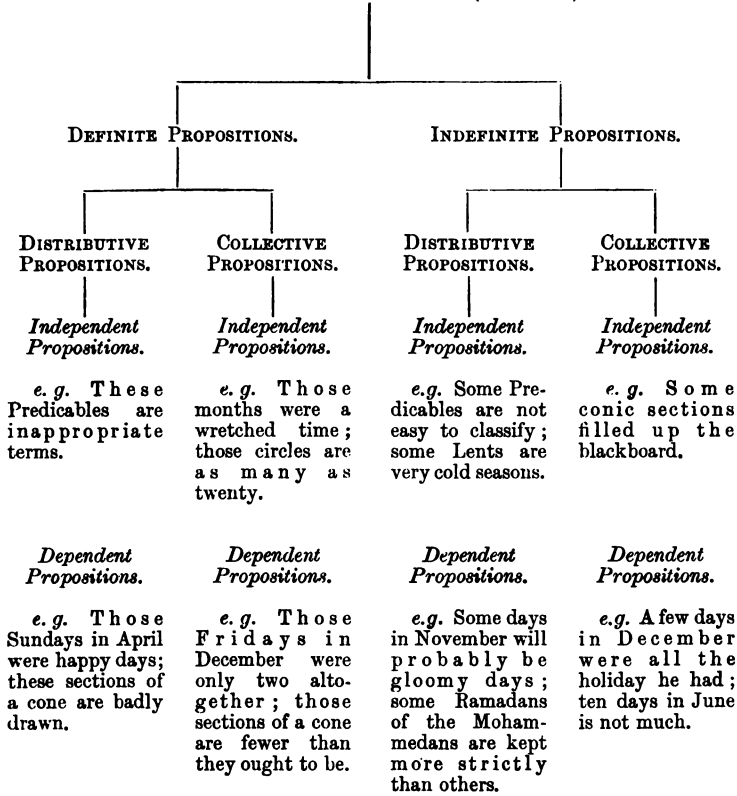 DEFINITE PROPOSITIONS.
INDEFINITE PROPOSITIONS.
DISTRIBUTIVE
PROPOSITIONS.
Independent
Propositions.
e. g. These
Predicables are
inappropriate
terms.
Dependent
Propositions.
e. g. Those
Sundays in April
were happy days;
these sections of
a cone are badly
drawn.
COLLECTIVE
PROPOSITIONS.
Independent
Propositions.
e. g. Those
months were a
wretched time;
those circles are
as many as
twenty.
Dependent
Propositions.
e. g. Those
Fridays in
December were
only two alto-
gether; those
sections of a cone
are fewer than
they ought to be.
DISTRIBUTIVE
PROPOSITIONS.
Independent
Propositions.
e.g. Some Pre-
dicables are not
easy to classify;
some Lents are
very cold seasons.
Dependent
Propositions.
e.g. Some days
in November will
probably be
gloomy days;
some Ramadans
of the Moham-
medans are kept
more strictly
than others.
COLLECTIVE
PROPOSITIONS.
Independent
Propositions.
e. g. Some
conic sections
filled up the
blackboard.
Dependent
Propositions.
e.g. A few days
in December
were all the
holiday he had;
ten days in June
is not much.